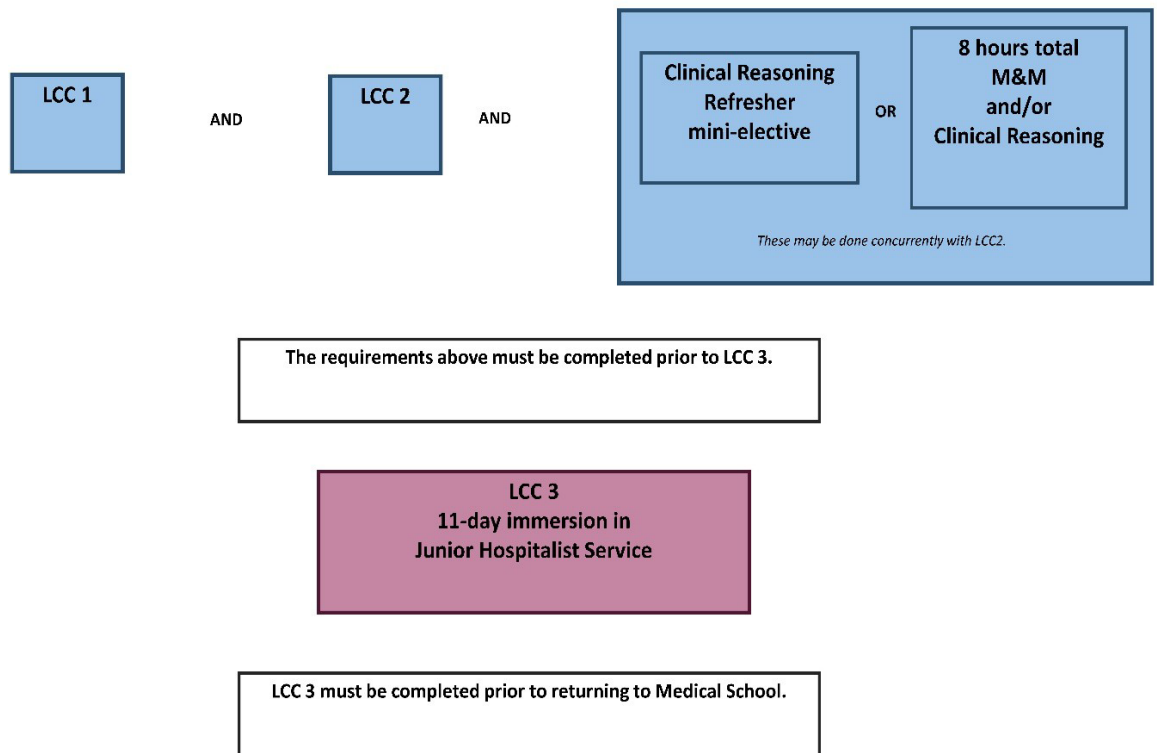 LCC 1
AND
LCC 2
AND
Clinical Reasoning
Refresher
mini-elective
OR
8 hours total
M&M
and/or
Clinical Reasoning
These may be done concurrently with LCC2.
The requirements above must be completed prior to LCC 3.
LCC 3
11-day immersion in
Junior Hospitalist Service
LCC 3 must be completed prior to returning to Medical School.